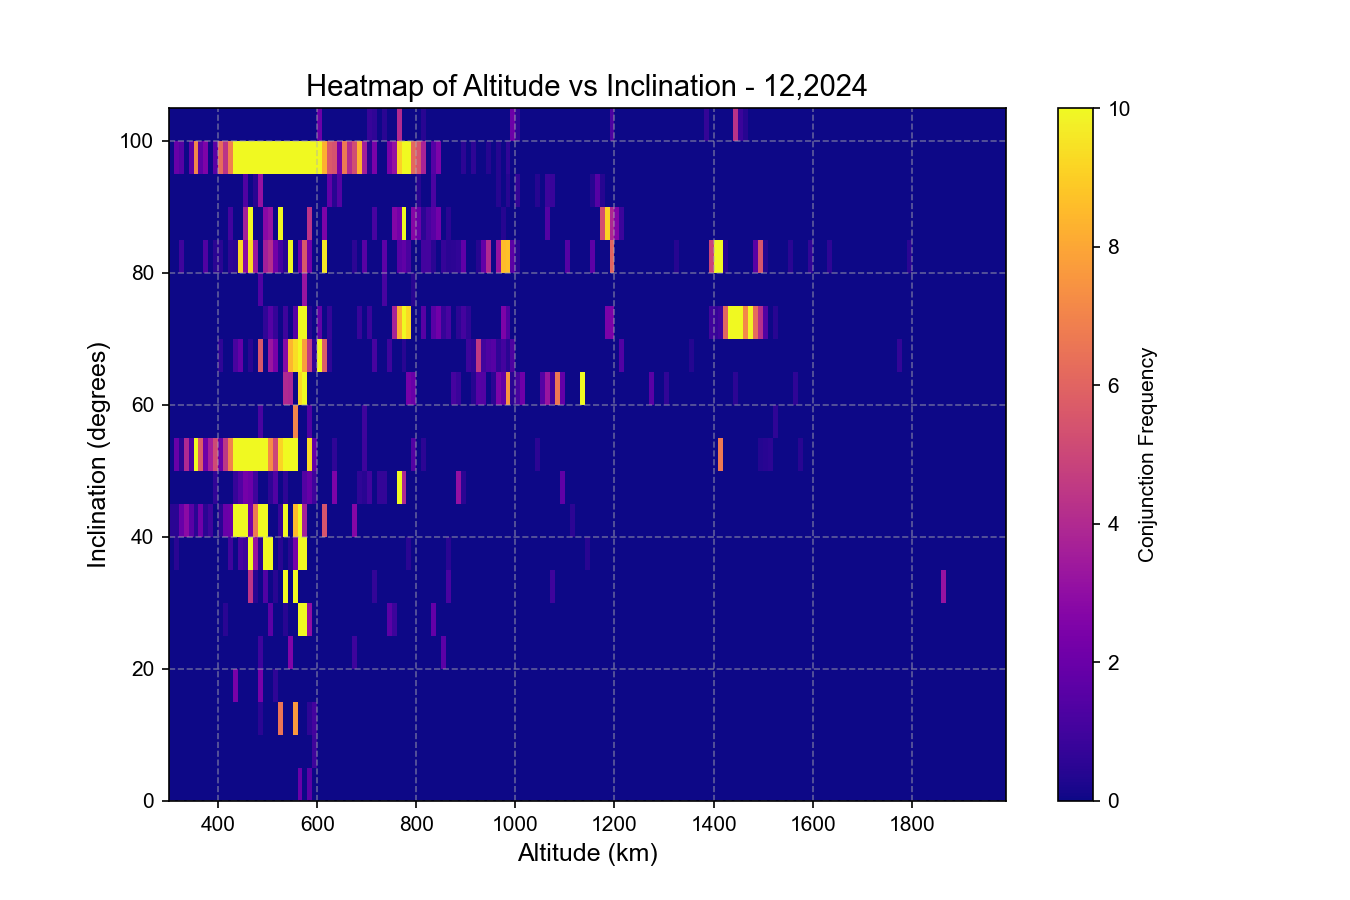 Heatmap of Altitude vs Inclination - 12,2024
100
80
60
40
20
0
Inclination (degrees)
400 600 800 1000 1200 1400 1600 1800
Altitude (km)
10
8
6
4
2
0
Conjunction Frequency